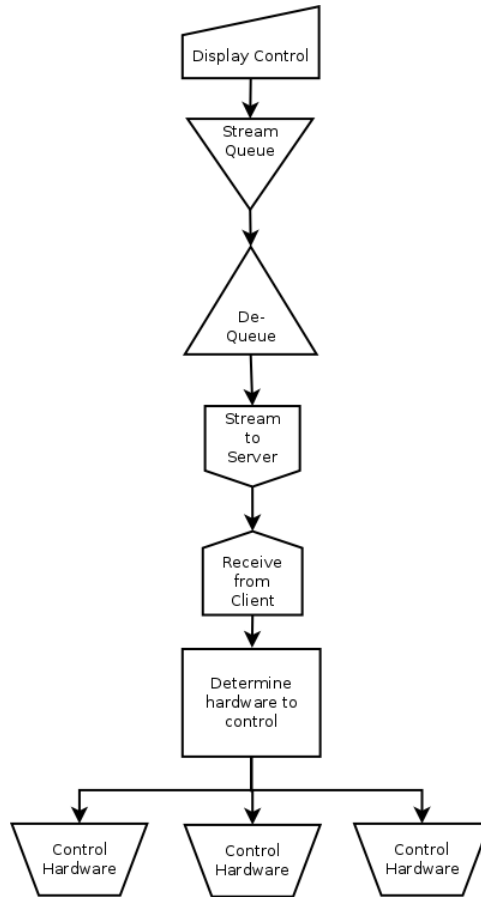 Display Control
Stream
Queue
De-
Queue
Stream
to
Server
Receive
from
Client
Determine
hardware to
control
Control
Hardware
Control
Hardware
Control
Hardware